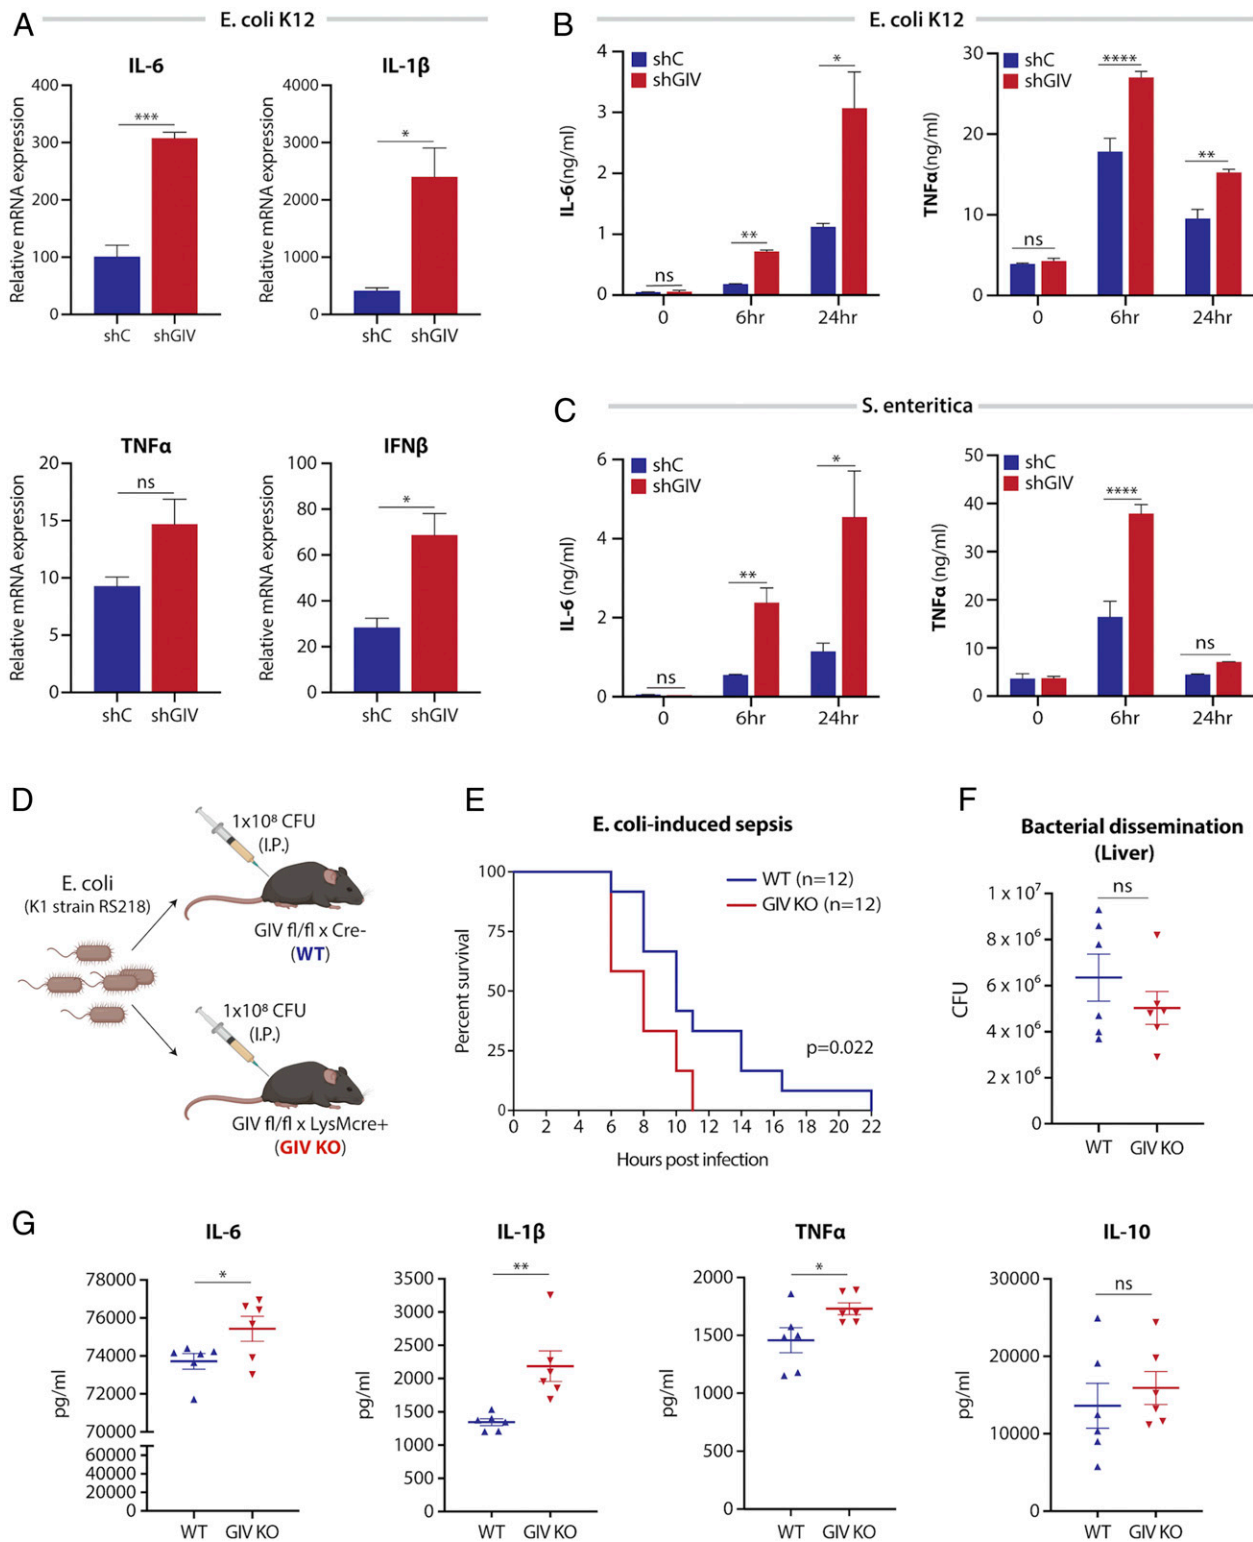 A
E. coli K12
IL-6
Relative mRNA expression
400
300
200
100
0
***
shC
shGIV
IL-1β
Relative mRNA expression
4000
3000
2000
1000
0
*
shC
shGIV
TNFα
Relative mRNA expression
20
15
10
5
0
ns
shC
shGIV
IFNβ
Relative mRNA expression
100
80
60
40
20
0
*
shC
shGIV
B
E. coli K12
IL-6(ng/ml)
4
3
2
1
0
shC
shGIV
ns
**
*
0
6hr
24hr
TNFα(ng/ml)
30
20
10
0
shC
shGIV
ns
****
**
0
6hr
24hr
C
S. enteritica
IL-6 (ng/ml)
6
4
2
0
shC
shGIV
ns
**
*
0
6hr
24hr
TNFα (ng/ml)
50
40
30
20
10
0
shC
shGIV
****
ns
0
6hr
24hr
D
E. coli
(K1 strain RS218)
1x10⁸ CFU
(I.P.)
GIV fl/fl x Cre-
(WT)
1x10⁸ CFU
(I.P.)
GIV fl/fl x LysMcre+
(GIV KO)
E
E. coli-induced sepsis
Percent survival
100
75
50
25
0
WT (n=12)
GIV KO (n=12)
p=0.022
0 2 4 6 8 10 12 14 16 18 20 22
Hours post infection
F
Bacterial dissemination
(Liver)
CFU
1 x 10⁷
8 x 10⁶
6 x 10⁶
4 x 10⁶
2 x 10⁶
0
ns
WT
GIV KO
G
IL-6
pg/ml
78000
76000
74000
72000
70000
60000
40000
20000
0
*
WT
GIV KO
IL-1β
pg/ml
3500
3000
2500
2000
1500
1000
500
0
**
WT
GIV KO
TNFα
pg/ml
2000
1500
1000
500
0
*
WT
GIV KO
IL-10
pg/ml
30000
20000
10000
0
ns
WT
GIV KO